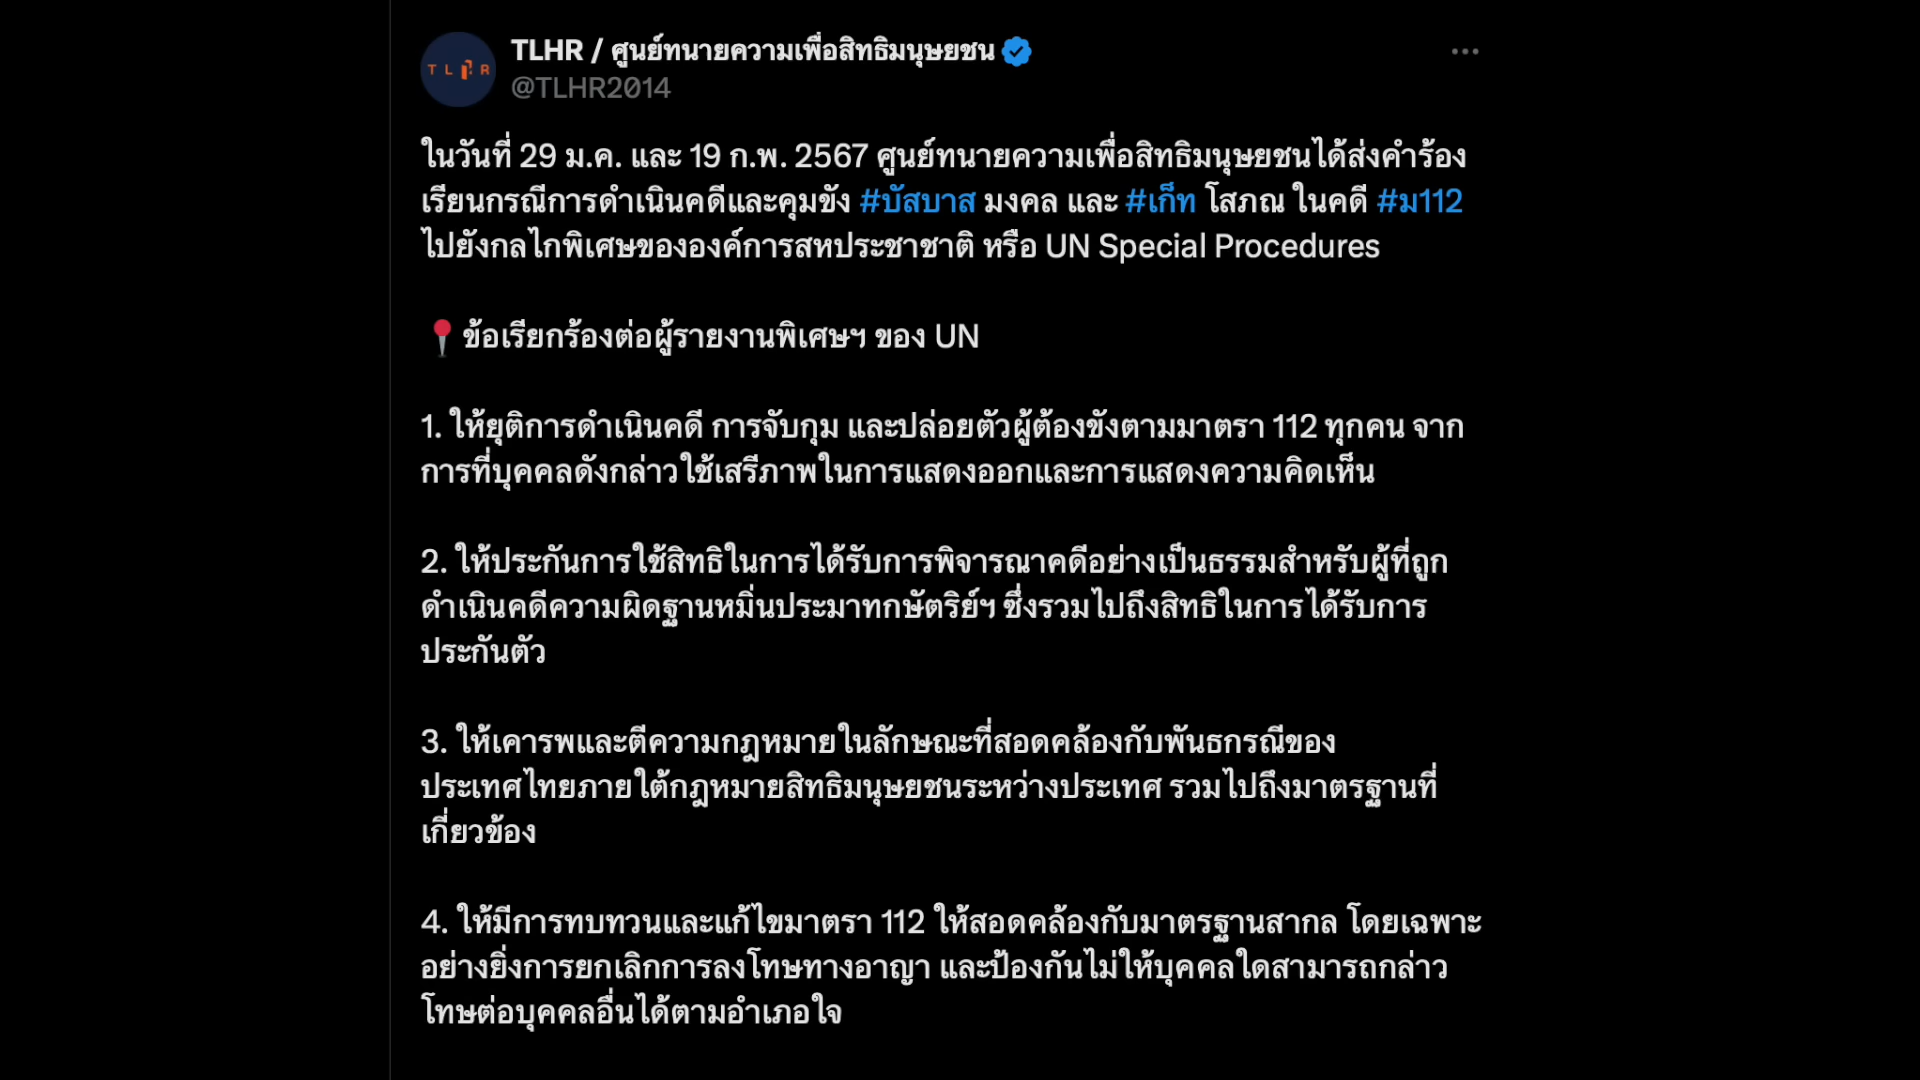 TLHR / ศูนย์ทนายความเพื่อสิทธิมนุษยชน
@TLHR2014
TLHR
ในวันที่ 29 ม.ค. และ 19 ก.พ. 2567 ศูนย์ทนายความเพื่อสิทธิมนุษยชนได้ส่งคำร้อง
เรียนกรณีการดำเนินคดีและคุมขัง #บัสบาส มงคล และ #เก็ท โสภณ ในคดี #ม112
ไปยังกลไกพิเศษขององค์การสหประชาชาติ หรือ UN Special Procedures
📍ข้อเรียกร้องต่อผู้รายงานพิเศษฯ ของ UN
1. ให้ยุติการดำเนินคดี การจับกุม และปล่อยตัวผู้ต้องขังตามมาตรา 112 ทุกคน จาก
การที่บุคคลดังกล่าวใช้เสรีภาพในการแสดงออกและการแสดงความคิดเห็น
2. ให้ประกันการใช้สิทธิในการได้รับการพิจารณาคดีอย่างเป็นธรรมสำหรับผู้ที่ถูก
ดำเนินคดีความผิดฐานหมิ่นประมาทกษัตริย์ฯ ซึ่งรวมไปถึงสิทธิในการได้รับการ
ประกันตัว
3. ให้เคารพและตีความกฎหมายในลักษณะที่สอดคล้องกับพันธกรณีของ
ประเทศไทยภายใต้กฎหมายสิทธิมนุษยชนระหว่างประเทศ รวมไปถึงมาตรฐานที่
เกี่ยวข้อง
4. ให้มีการทบทวนและแก้ไขมาตรา 112 ให้สอดคล้องกับมาตรฐานสากล โดยเฉพาะ
อย่างยิ่งการยกเลิกการลงโทษทางอาญา และป้องกันไม่ให้บุคคลใดสามารถกล่าว
โทษต่อบุคคลอื่นได้ตามอำเภอใจ